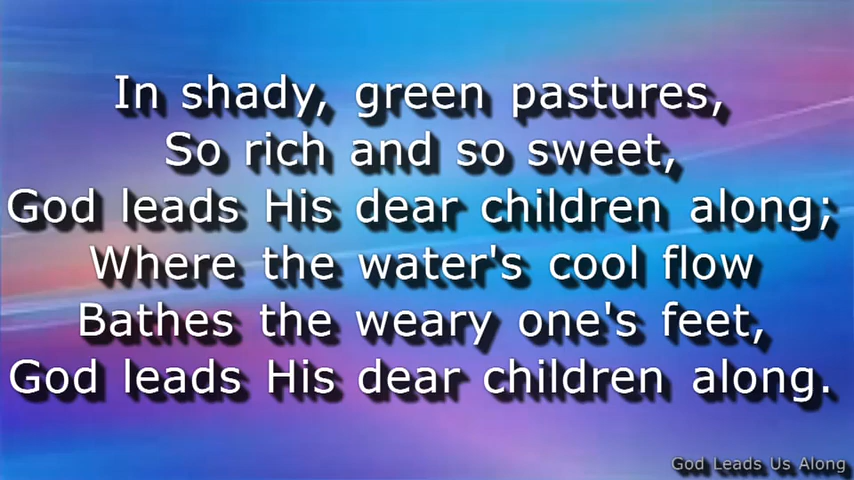 In shady, green pastures,
So rich and so sweet,
God leads His dear children along;
Where the water's cool flow
Bathes the weary one's feet,
God leads His dear children along.
God Leads Us Along